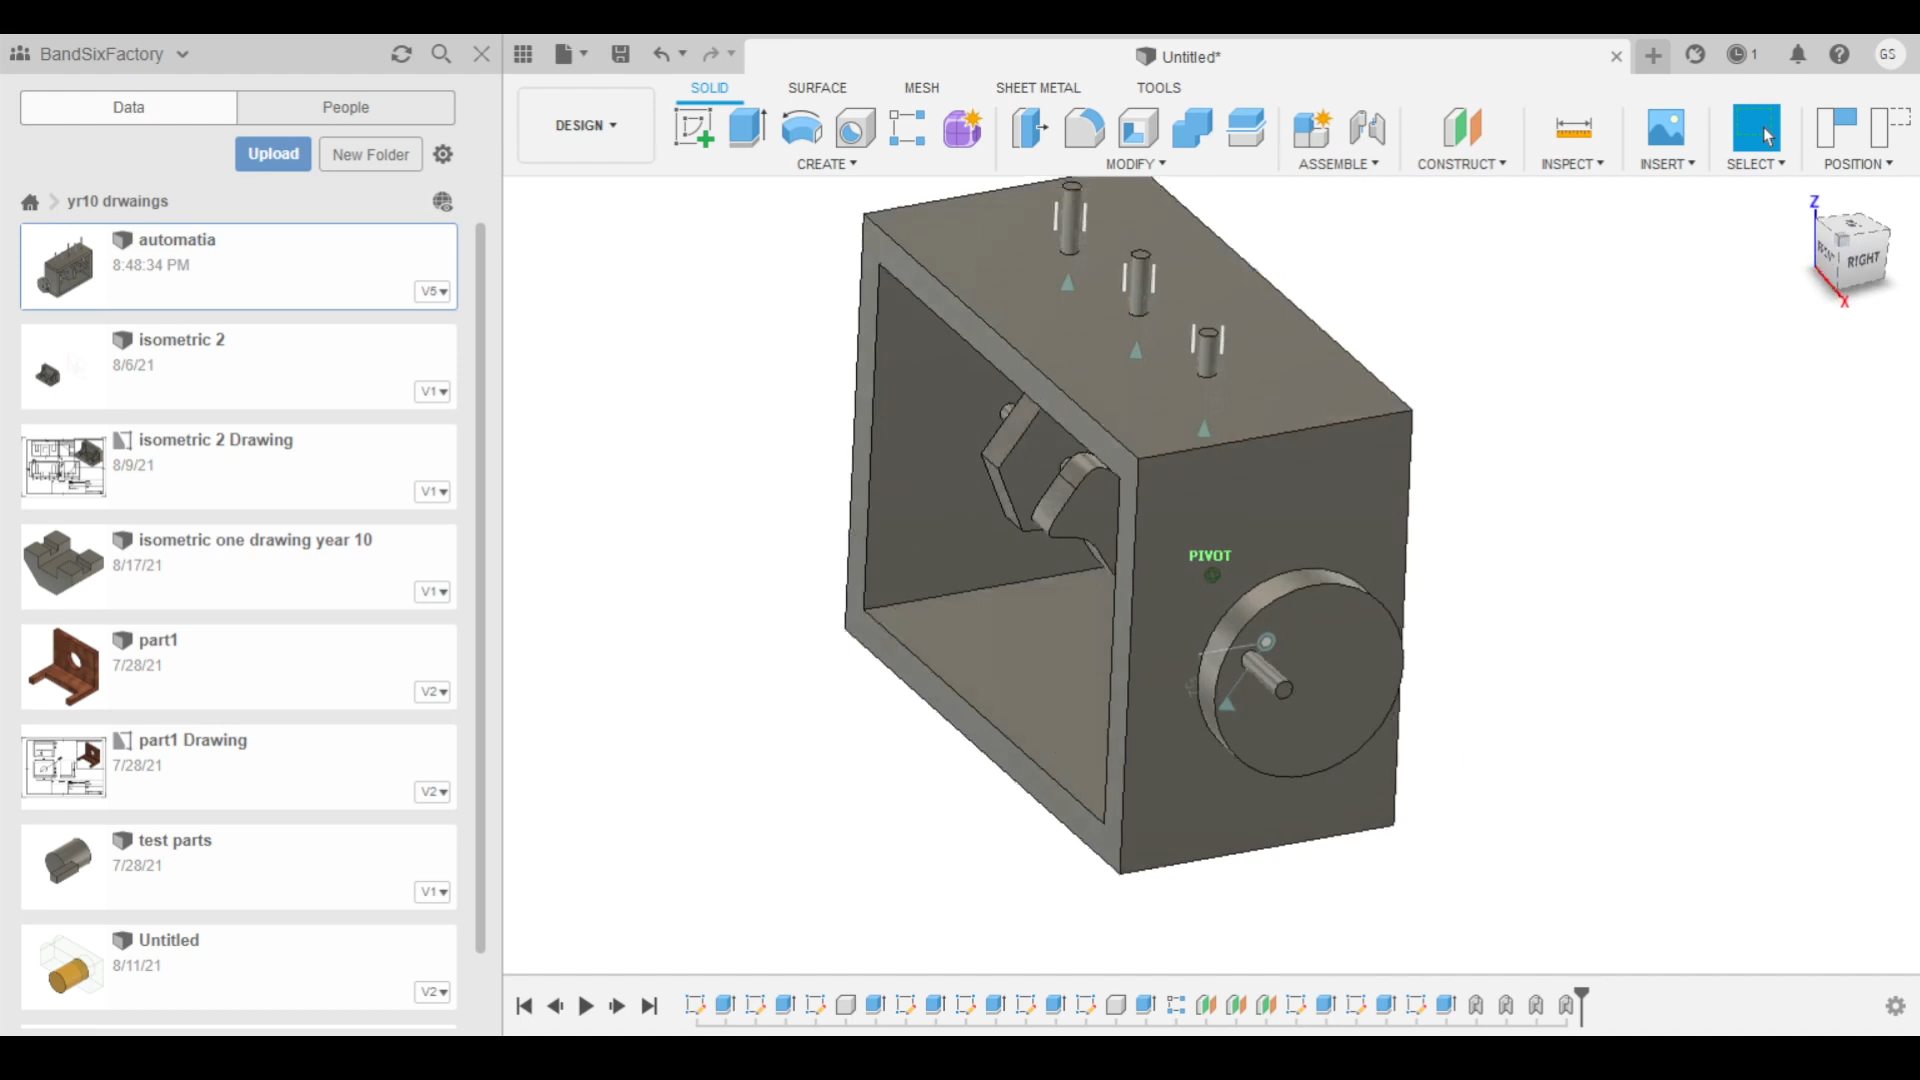 BandSixFactory
Untitled*
1
GS
Data
People
Upload
New Folder
yr10 drwaings
automatia
8:48:34 PM
V5
isometric 2
8/6/21
V1
isometric 2 Drawing
8/9/21
V1
isometric one drawing year 10
8/17/21
V1
part1
7/28/21
V2
part1 Drawing
7/28/21
V2
test parts
7/28/21
V1
Untitled
8/11/21
V2
DESIGN
SOLID
SURFACE
MESH
SHEET METAL
TOOLS
CREATE
MODIFY
ASSEMBLE
CONSTRUCT
INSPECT
INSERT
SELECT
POSITION
Z
RIGHT
X
PIVOT